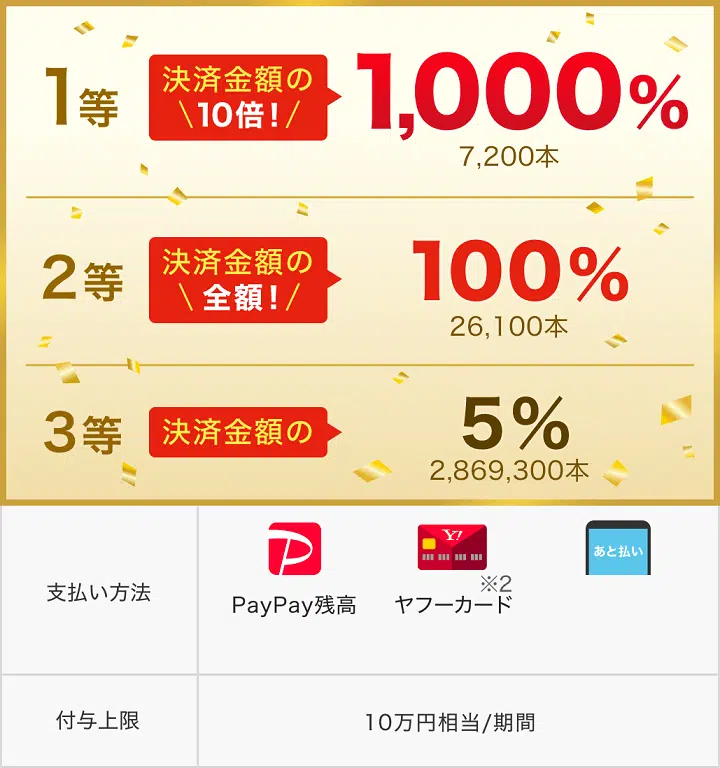 1等
決済金額の
\10倍!/
1,000%
7,200本
2等
決済金額の
\全額!/
100%
26,100本
3等
決済金額の
5%
2,869,300本
支払い方法
Y!
あと払い
※2
PayPay残高
ヤフーカード
付与上限
10万円相当/期間